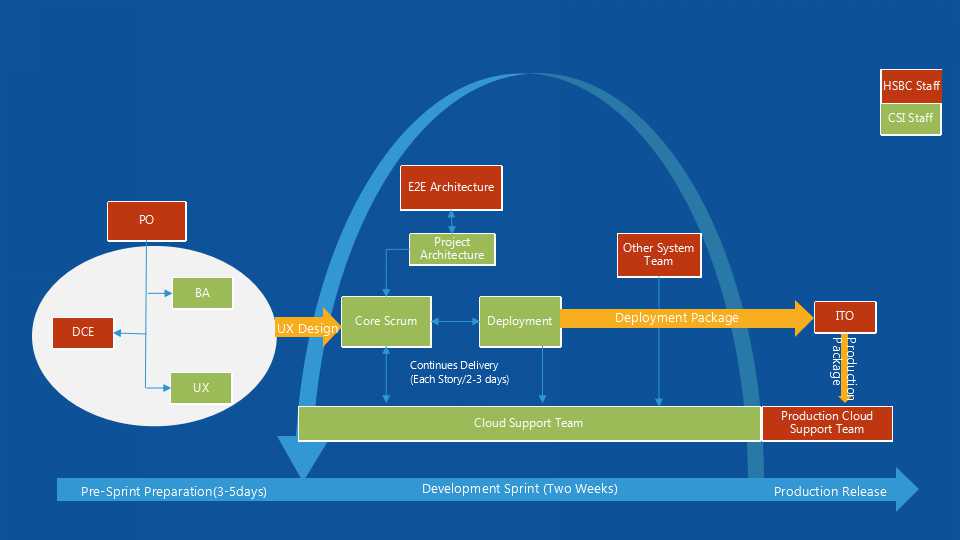 HSBC Staff
CSI Staff
E2E Architecture
PO
Project
Architecture
Other System
Team
BA
DCE
UX
UX Design
Core Scrum
Deployment
Deployment Package
ITO
Production
Package
Continues Delivery
(Each Story/2-3 days)
Cloud Support Team
Production Cloud
Support Team
Pre-Sprint Preparation(3-5days)
Development Sprint (Two Weeks)
Production Release